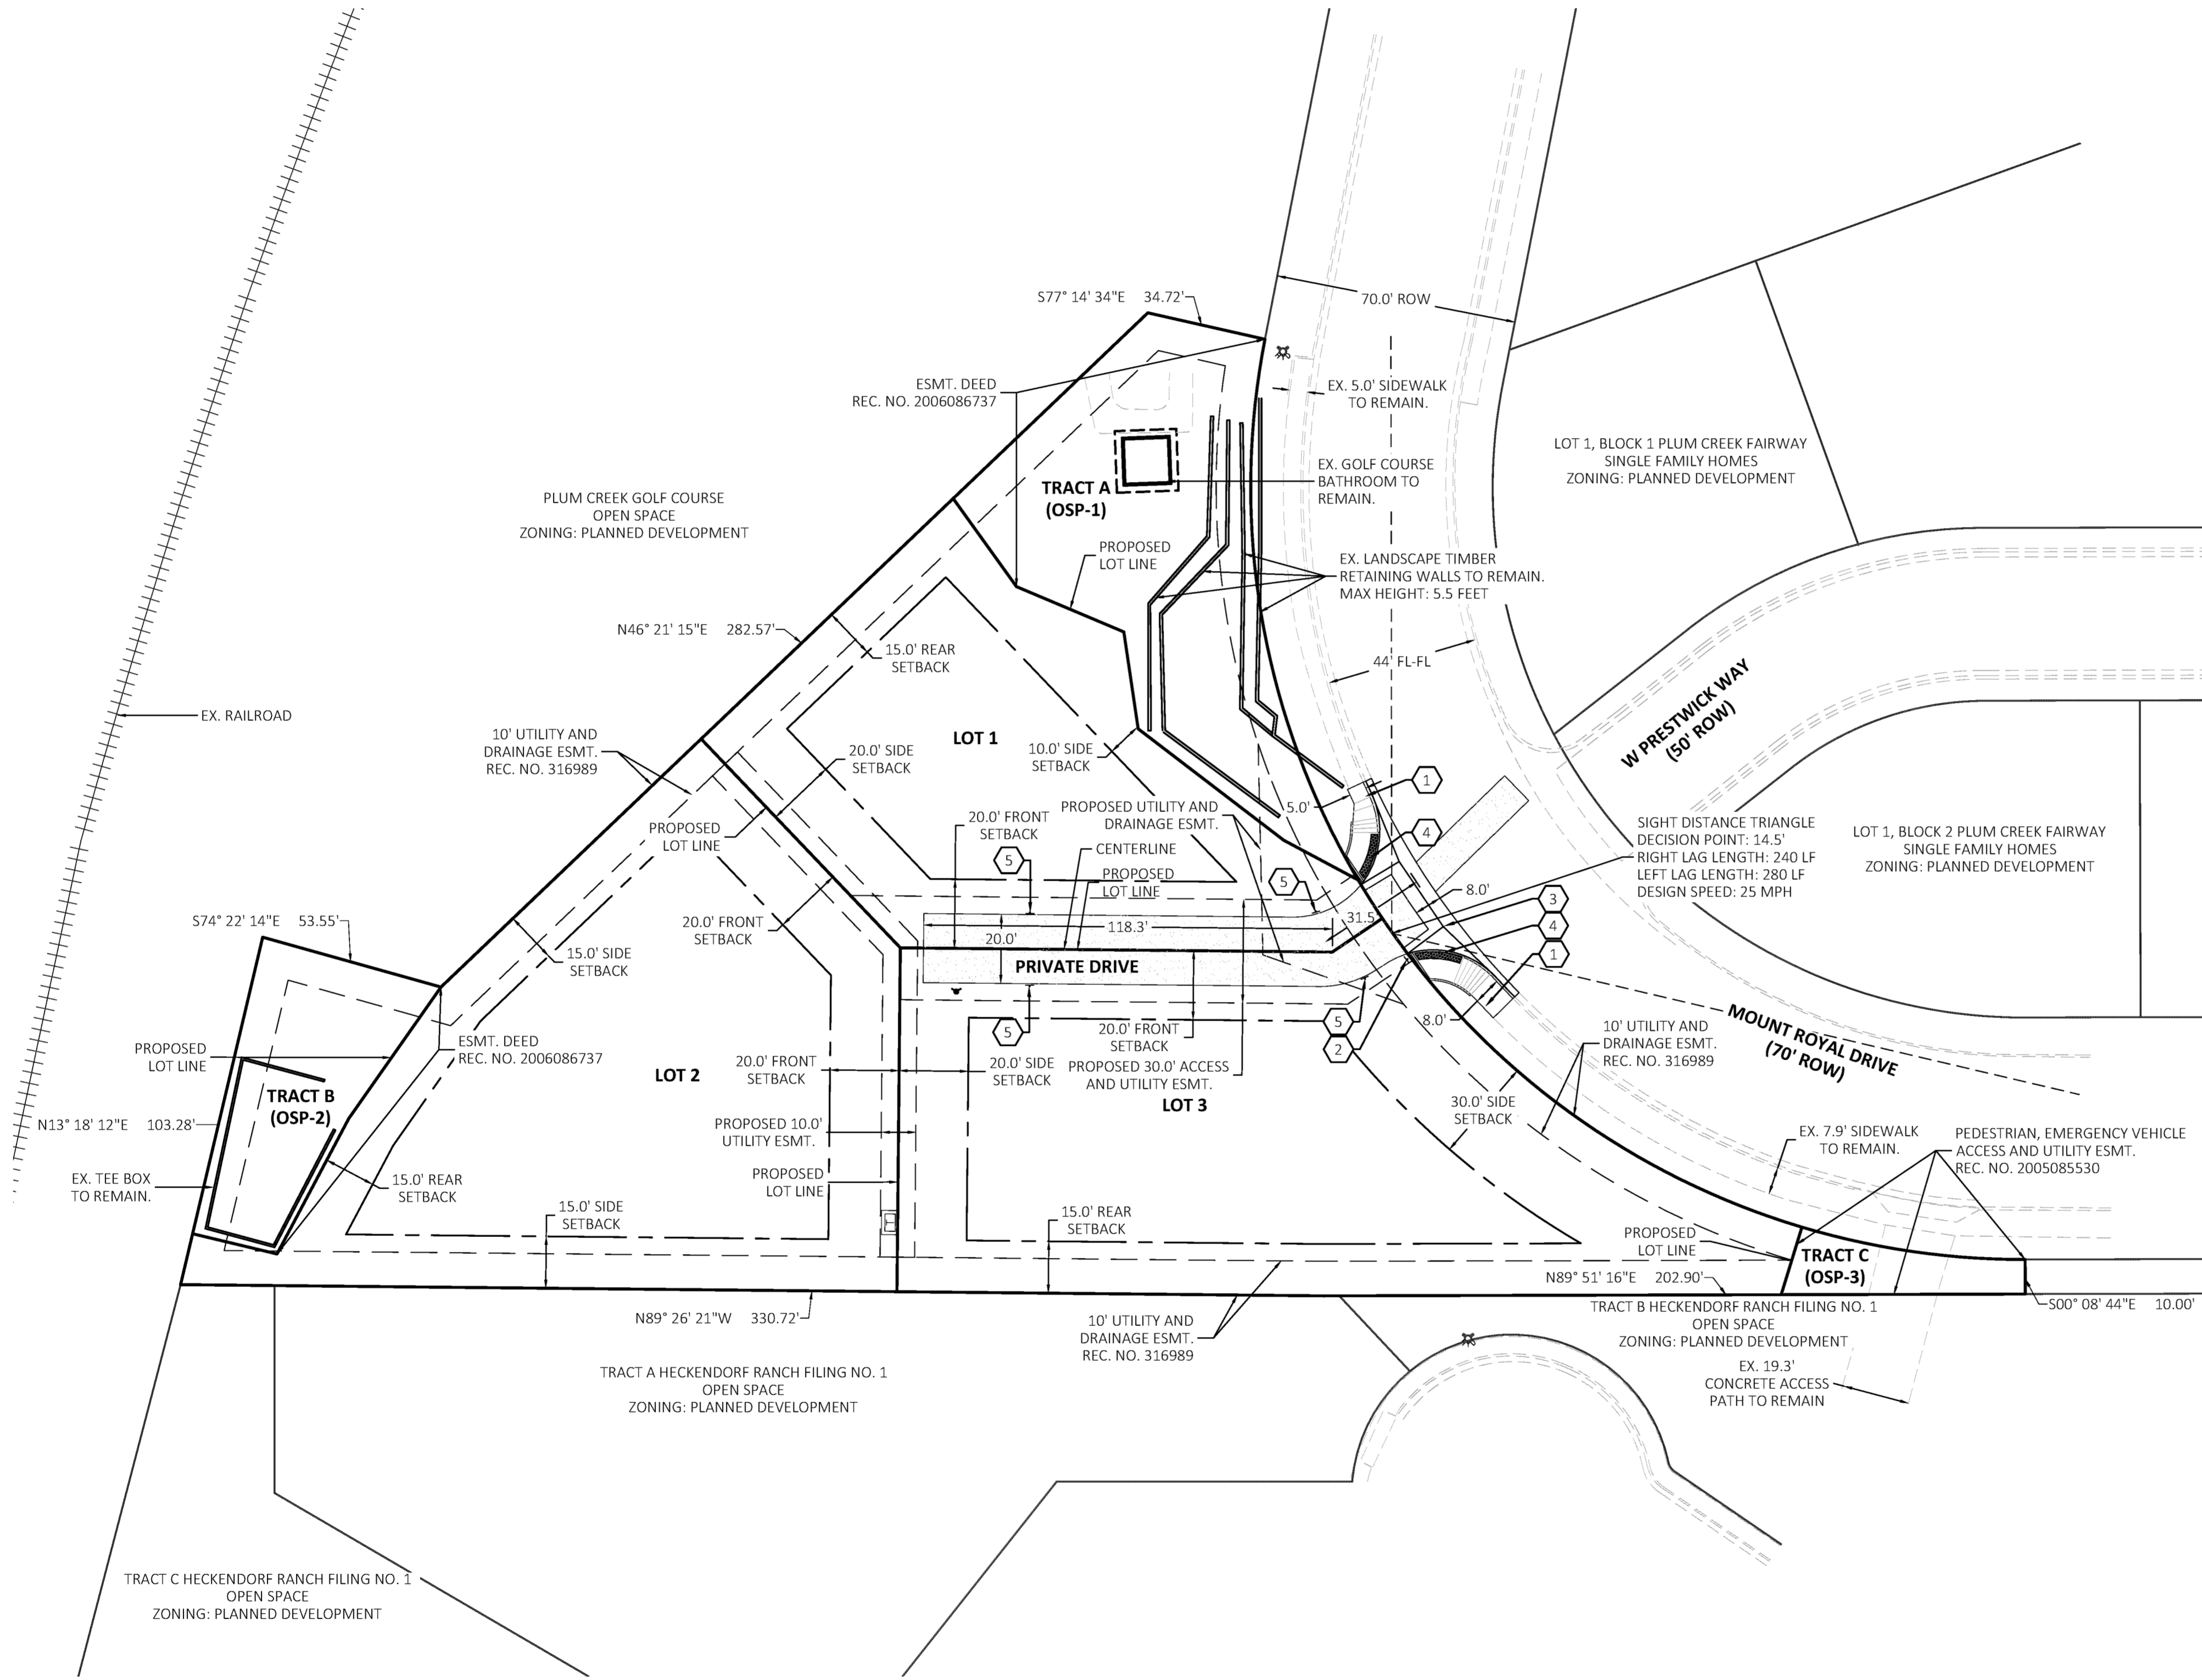 S77° 14' 34"E 34.72'
70.0' ROW
ESMT. DEED
REC. NO. 2006086737
EX. 5.0' SIDEWALK
TO REMAIN.
LOT 1, BLOCK 1 PLUM CREEK FAIRWAY
SINGLE FAMILY HOMES
ZONING: PLANNED DEVELOPMENT
EX. GOLF COURSE
BATHROOM TO
REMAIN.
TRACT A
(OSP-1)
PLUM CREEK GOLF COURSE
OPEN SPACE
ZONING: PLANNED DEVELOPMENT
PROPOSED
LOT LINE
EX. LANDSCAPE TIMBER
RETAINING WALLS TO REMAIN.
MAX HEIGHT: 5.5 FEET
N46° 21' 15"E 282.57'
15.0' REAR
SETBACK
44' FL-FL
W PRESTWICK WAY
(50' ROW)
EX. RAILROAD
10' UTILITY AND
DRAINAGE ESMT.
REC. NO. 316989
LOT 1
20.0' SIDE
SETBACK
10.0' SIDE
SETBACK
1
PROPOSED UTILITY AND
DRAINAGE ESMT.
5.0'
20.0' FRONT
SETBACK
PROPOSED
LOT LINE
4
SIGHT DISTANCE TRIANGLE
DECISION POINT: 14.5'
RIGHT LAG LENGTH: 240 LF
LEFT LAG LENGTH: 280 LF
DESIGN SPEED: 25 MPH
LOT 1, BLOCK 2 PLUM CREEK FAIRWAY
SINGLE FAMILY HOMES
ZONING: PLANNED DEVELOPMENT
CENTERLINE
5
PROPOSED
LOT LINE
5
8.0'
3
S74° 22' 14"E 53.55'
20.0' FRONT
SETBACK
31.5'
118.3'
4
20.0'
1
15.0' SIDE
SETBACK
PRIVATE DRIVE
5
20.0' FRONT
SETBACK
5
8.0'
2
MOUNT ROYAL DRIVE
(70' ROW)
10' UTILITY AND
DRAINAGE ESMT.
REC. NO. 316989
PROPOSED
LOT LINE
ESMT. DEED
REC. NO. 2006086737
LOT 2
20.0' FRONT
SETBACK
20.0' SIDE
SETBACK
PROPOSED 30.0' ACCESS
AND UTILITY ESMT.
TRACT B
(OSP-2)
LOT 3
30.0' SIDE
SETBACK
N13° 18' 12"E 103.28'
PROPOSED 10.0'
UTILITY ESMT.
EX. 7.9' SIDEWALK
TO REMAIN.
PEDESTRIAN, EMERGENCY VEHICLE
ACCESS AND UTILITY ESMT.
REC. NO. 2005085530
EX. TEE BOX
TO REMAIN.
15.0' REAR
SETBACK
PROPOSED
LOT LINE
15.0' SIDE
SETBACK
15.0' REAR
SETBACK
PROPOSED
LOT LINE
TRACT C
(OSP-3)
N89° 51' 16"E 202.90'
S00° 08' 44"E 10.00'
N89° 26' 21"W 330.72'
10' UTILITY AND
DRAINAGE ESMT.
REC. NO. 316989
TRACT B HECKENDORF RANCH FILING NO. 1
OPEN SPACE
ZONING: PLANNED DEVELOPMENT
TRACT A HECKENDORF RANCH FILING NO. 1
OPEN SPACE
ZONING: PLANNED DEVELOPMENT
EX. 19.3'
CONCRETE ACCESS
PATH TO REMAIN
TRACT C HECKENDORF RANCH FILING NO. 1
OPEN SPACE
ZONING: PLANNED DEVELOPMENT